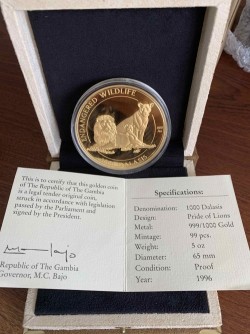 ENDANGERED WILDLIFE
1000 DALASIS
This is to certify that this golden coin
of The Republic of The Gambia
is a legal tender original coin,
struck in accordance with legislation
passed by the Parliament and
signed by the President.
Republic of The Gambia
Governor, M.C. Bajo
Specifications:
Denomination: 1000 Dalasis
Design: Pride of Lions
Metal: 999/1000 Gold
Mintage: 99 pcs.
Weight: 5 oz
Diameter: 65 mm
Condition: Proof
Year: 1996